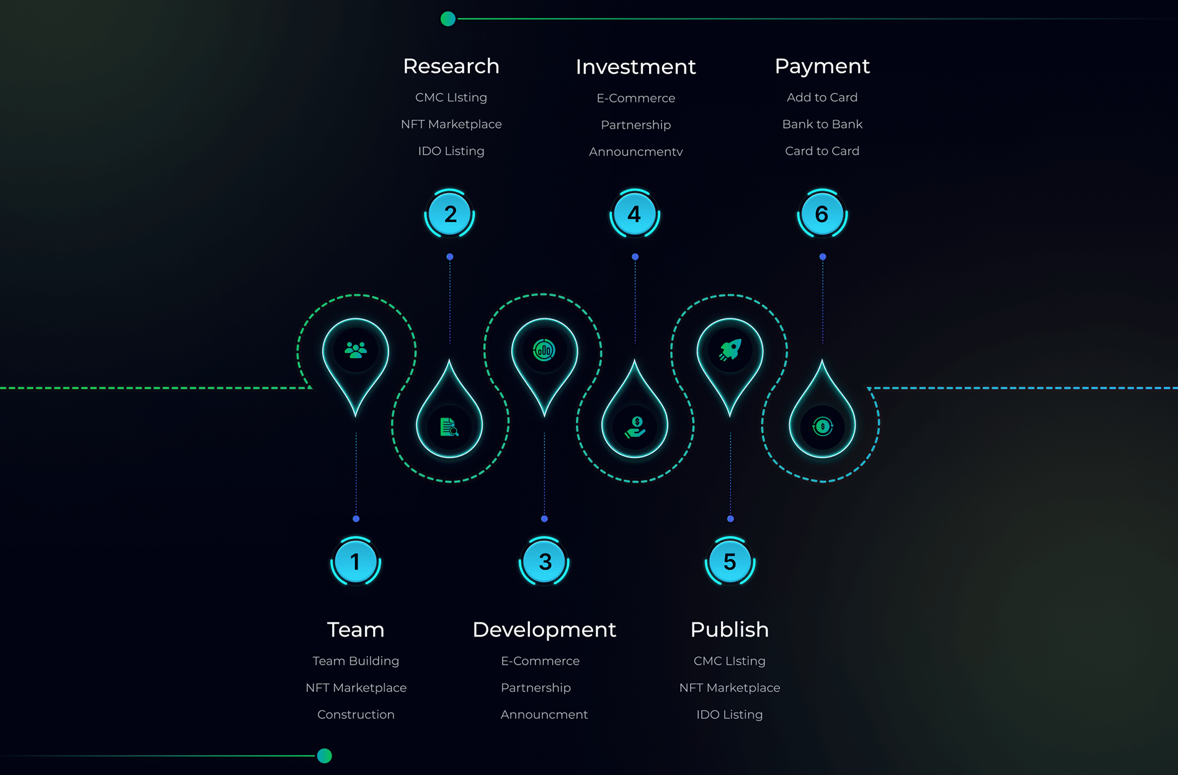 Research
CMC LIsting
NFT Marketplace
IDO Listing
2
Investment
E-Commerce
Partnership
Announcmentv
4
Payment
Add to Card
Bank to Bank
Card to Card
6
1
Team
Team Building
NFT Marketplace
Construction
3
Development
E-Commerce
Partnership
Announcment
5
Publish
CMC LIsting
NFT Marketplace
IDO Listing